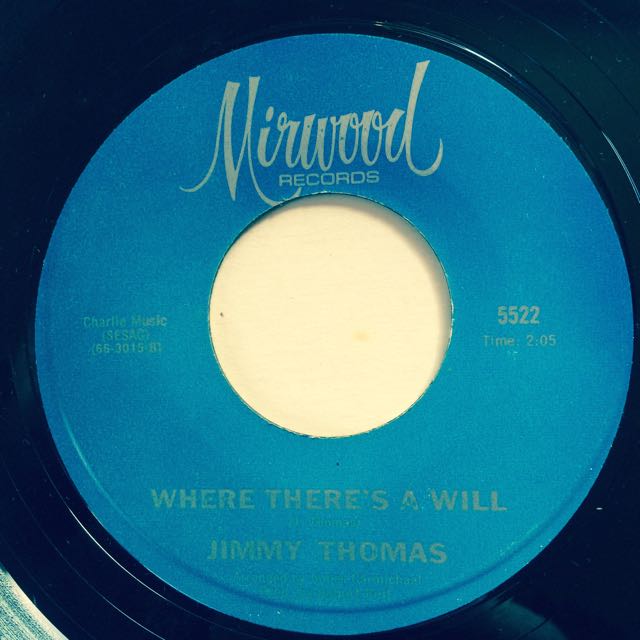 Mirwood
RECORDS
Charlie Music
(SESAC)
(66-3015 B)
5522
Time: 2:05
WHERE THERE'S A WILL
JIMMY THOMAS